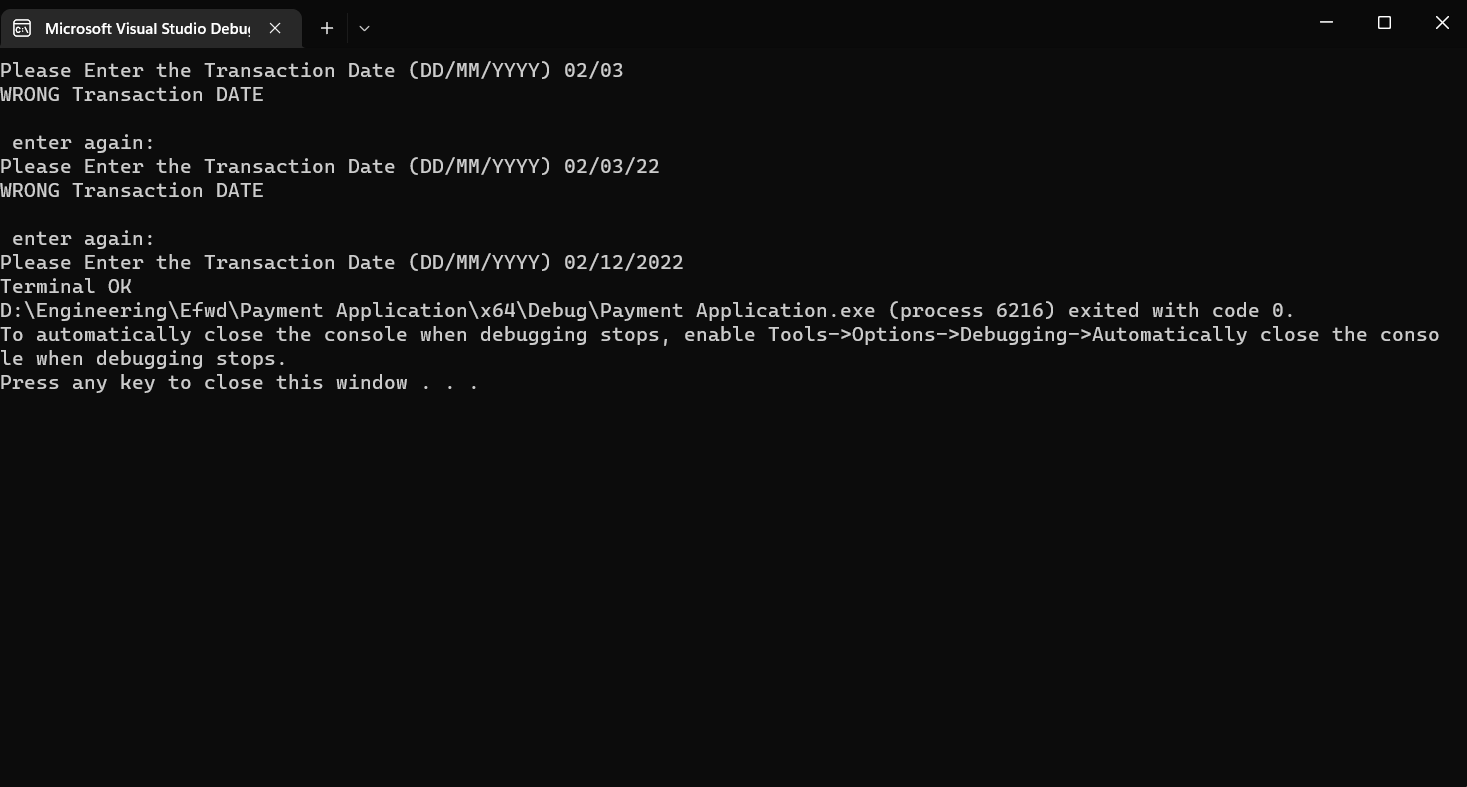 Microsoft Visual Studio Debu
Please Enter the Transaction Date (DD/MM/YYYY) 02/03
WRONG Transaction DATE
 enter again:
Please Enter the Transaction Date (DD/MM/YYYY) 02/03/22
WRONG Transaction DATE
 enter again:
Please Enter the Transaction Date (DD/MM/YYYY) 02/12/2022
Terminal OK
D:\Engineering\Efwd\Payment Application\x64\Debug\Payment Application.exe (process 6216) exited with code 0.
To automatically close the console when debugging stops, enable Tools->Options->Debugging->Automatically close the conso
le when debugging stops.
Press any key to close this window . . .